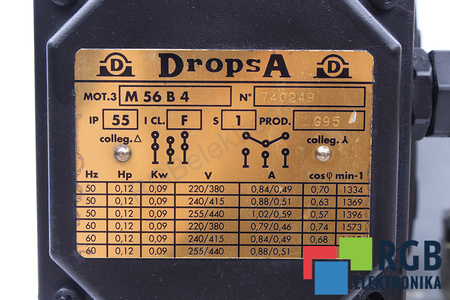 D DropsA D
MOT.3 M 56 B 4 N° 740249
IP 55 I CL. F S 1 PROD. G95
colleg. △ colleg. ⅄
Hz Hp Kw V A cosφ min-1
50 0,12 0,09 220/380 0,84/0,49 0,70 1334
50 0,12 0,09 240/415 0,88/0,51 0,63 1369
50 0,12 0,09 255/440 1,02/0,59 0,57 1396
60 0,12 0,09 220/380 0,79/0,46 0,74 1573
60 0,12 0,09 240/415 0,84/0,49 0,68
60 0,12 0,09 255/440 0,88/0,51
RGB
ELEKTRONIKA